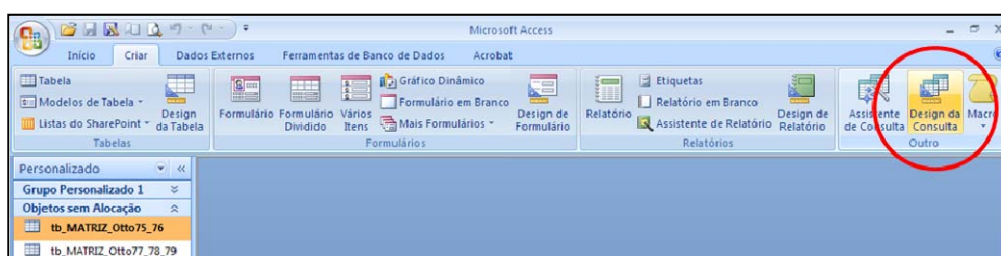 Microsoft Access
Início Criar Dados Externos Ferramentas de Banco de Dados Acrobat
Tabela
Modelos de Tabela
Listas do SharePoint
Design da Tabela
Tabelas
Formulário
Formulário Dividido
Vários Itens
Gráfico Dinâmico
Formulário em Branco
Mais Formulários
Design de Formulário
Formulários
Relatório
Etiquetas
Relatório em Branco
Assistente de Relatório
Design de Relatório
Relatórios
Assistente de Consulta
Design da Consulta
Macro
Outro
Personalizado
Grupo Personalizado 1
Objetos sem Alocação
tb_MATRIZ_Otto75_76
tb_MATRIZ_Otto77_78_79